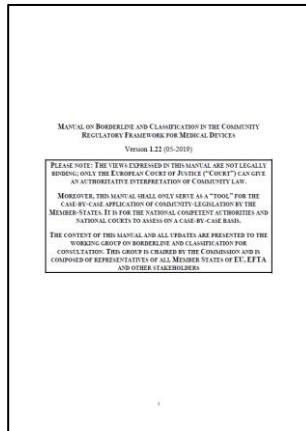 MANUAL ON BORDERLINE AND CLASSIFICATION IN THE COMMUNITY
REGULATORY FRAMEWORK FOR MEDICAL DEVICES
Version 1.22 (05-2019)
PLEASE NOTE: THE VIEWS EXPRESSED IN THIS MANUAL ARE NOT LEGALLY
BINDING; ONLY THE EUROPEAN COURT OF JUSTICE ("COURT") CAN GIVE
AN AUTHORITATIVE INTERPRETATION OF COMMUNITY LAW.
MOREOVER, THIS MANUAL SHALL ONLY SERVE AS A "TOOL" FOR THE
CASE-BY-CASE APPLICATION OF COMMUNITY-LEGISLATION BY THE
MEMBER-STATES. IT IS FOR THE NATIONAL COMPETENT AUTHORITIES AND
NATIONAL COURTS TO ASSESS ON A CASE-BY-CASE BASIS.
THE CONTENT OF THIS MANUAL AND ALL UPDATES ARE PRESENTED TO THE
WORKING GROUP ON BORDERLINE AND CLASSIFICATION FOR
CONSULTATION. THIS GROUP IS CHAIRED BY THE COMMISSION AND IS
COMPOSED OF REPRESENTATIVES OF ALL MEMBER STATES OF EU, EFTA
AND OTHER STAKEHOLDERS